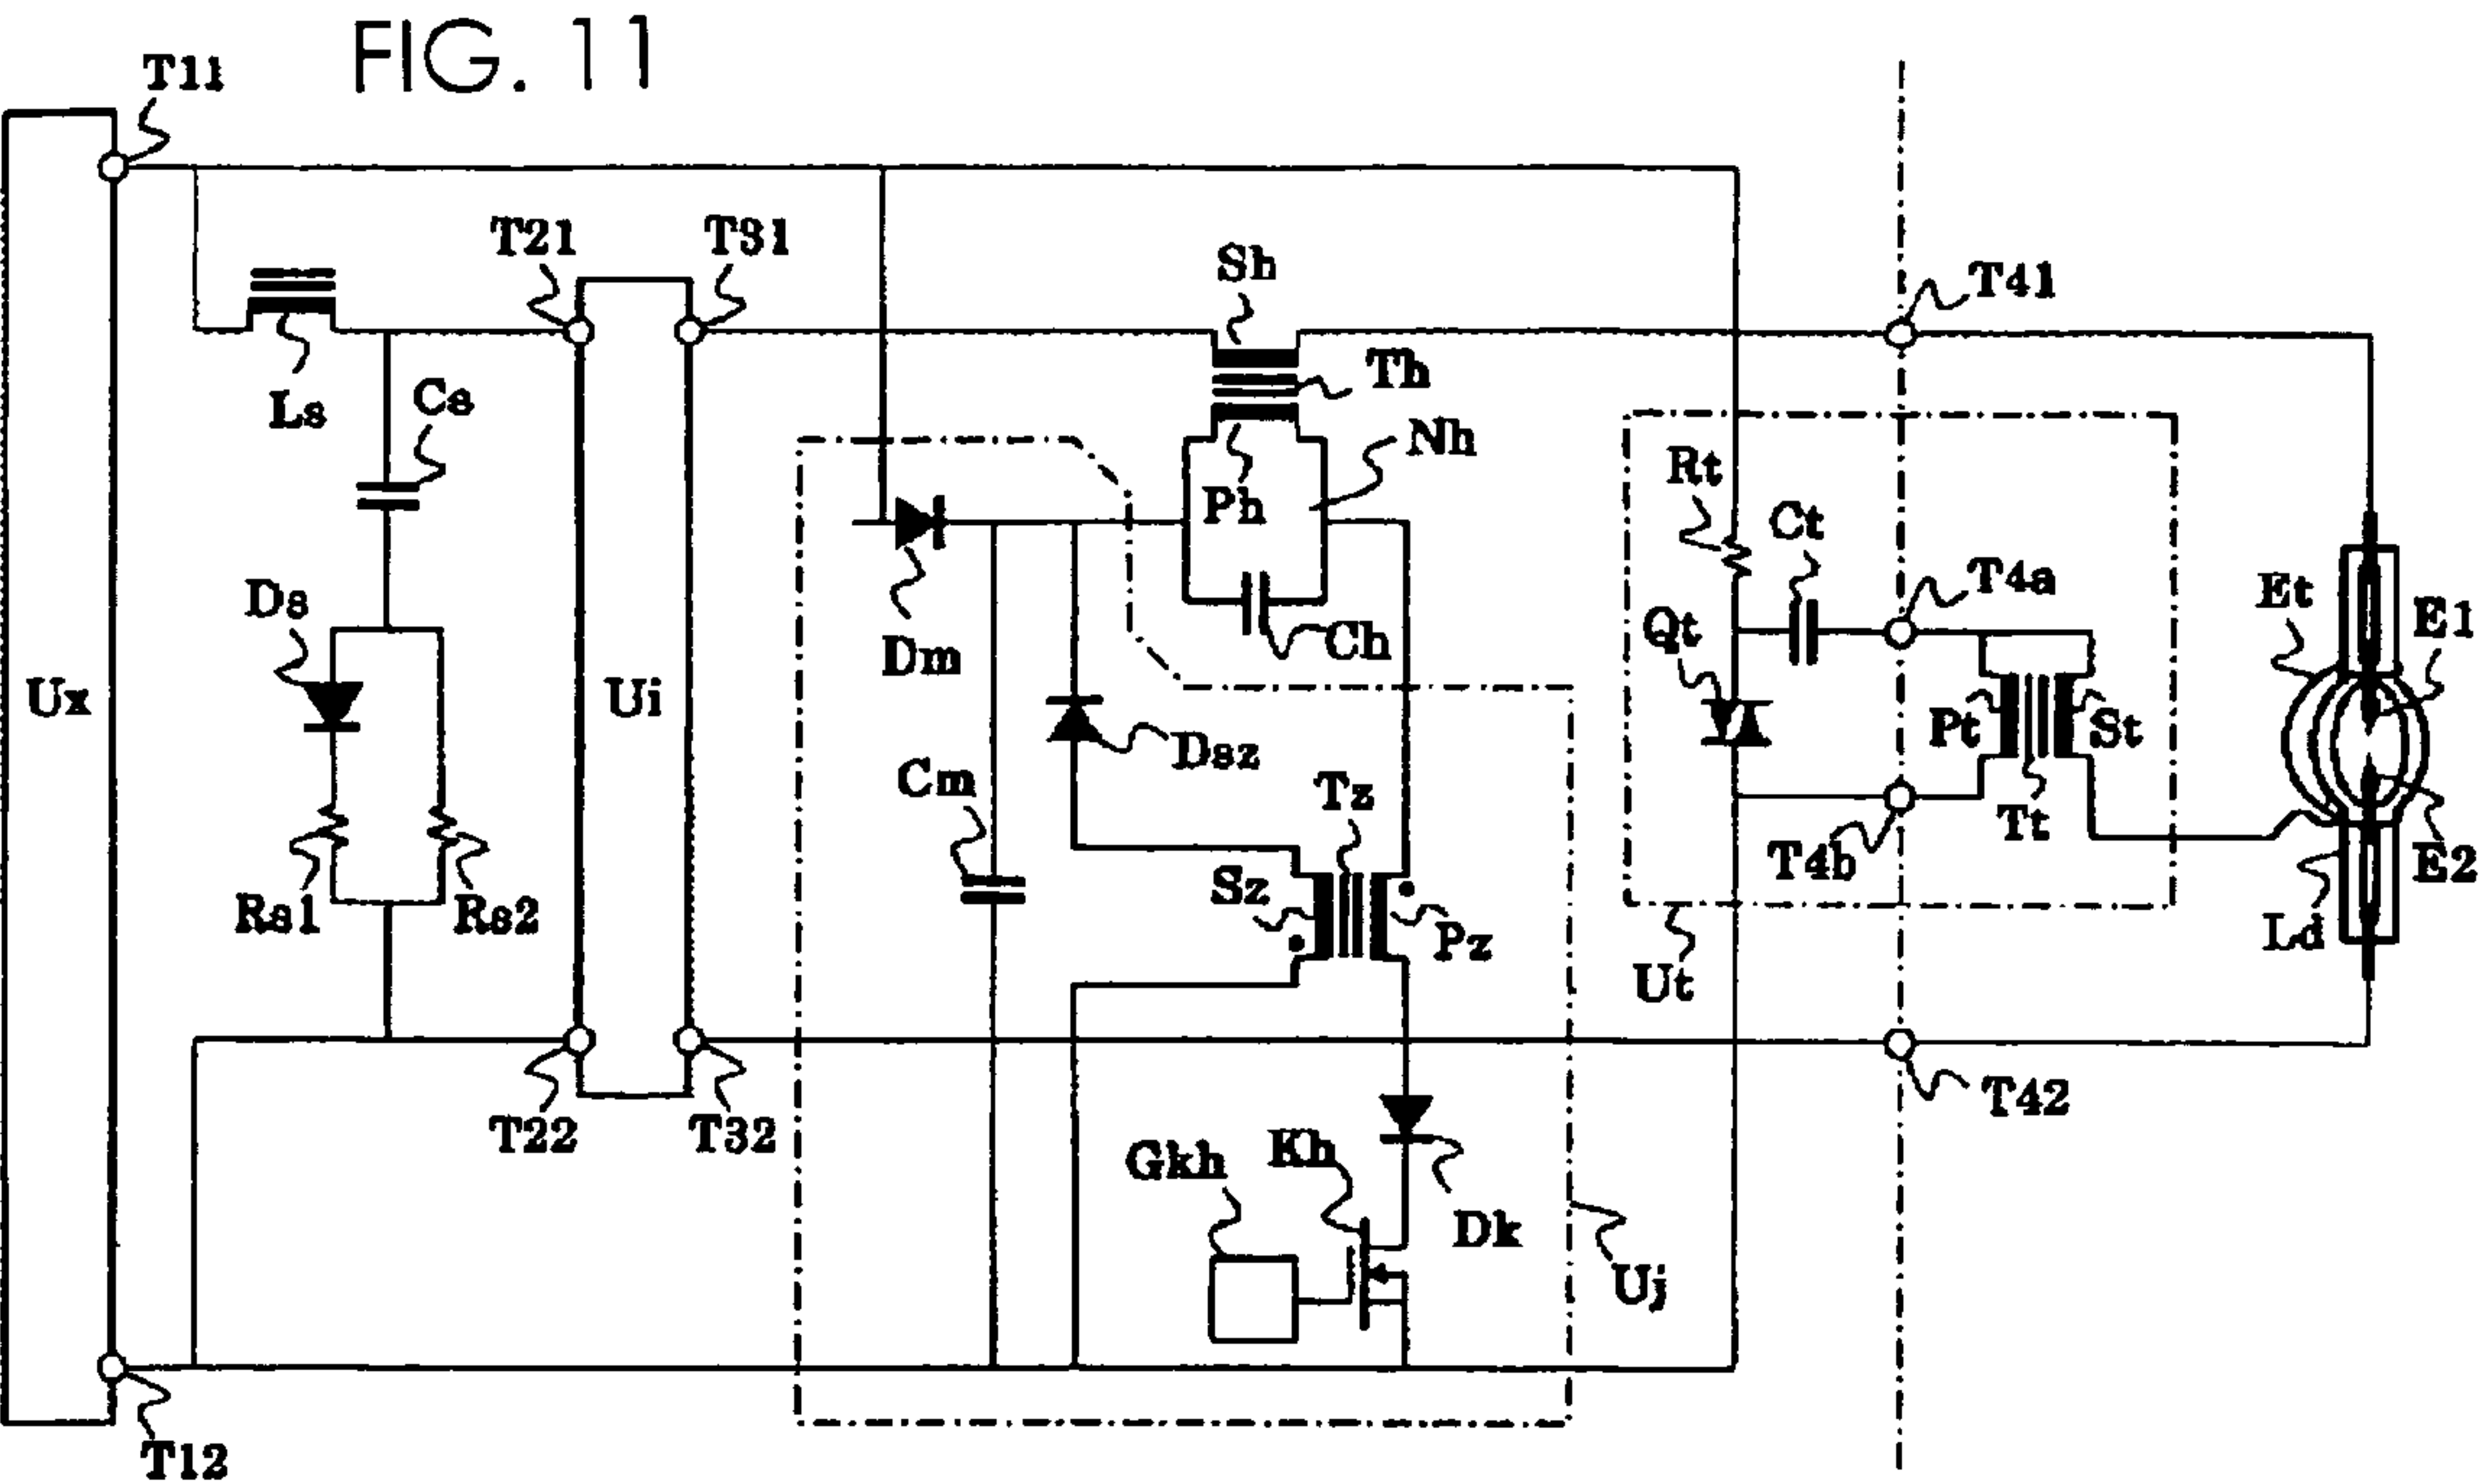 FIG. 11
T11
T21
T31
Sh
T41
Th
Ls
Cs
Nh
Rt
Ph
Ct
T4a
Et
E1
Ds
Dm
Ch
Qt
Ux
Ui
Pt
St
Dsz
Cm
Tz
Tt
T4b
E2
Rs1
Rs2
Sz
Pz
Ld
Ut
T22
T32
T42
Gkh
Kh
Dk
Uj
T12